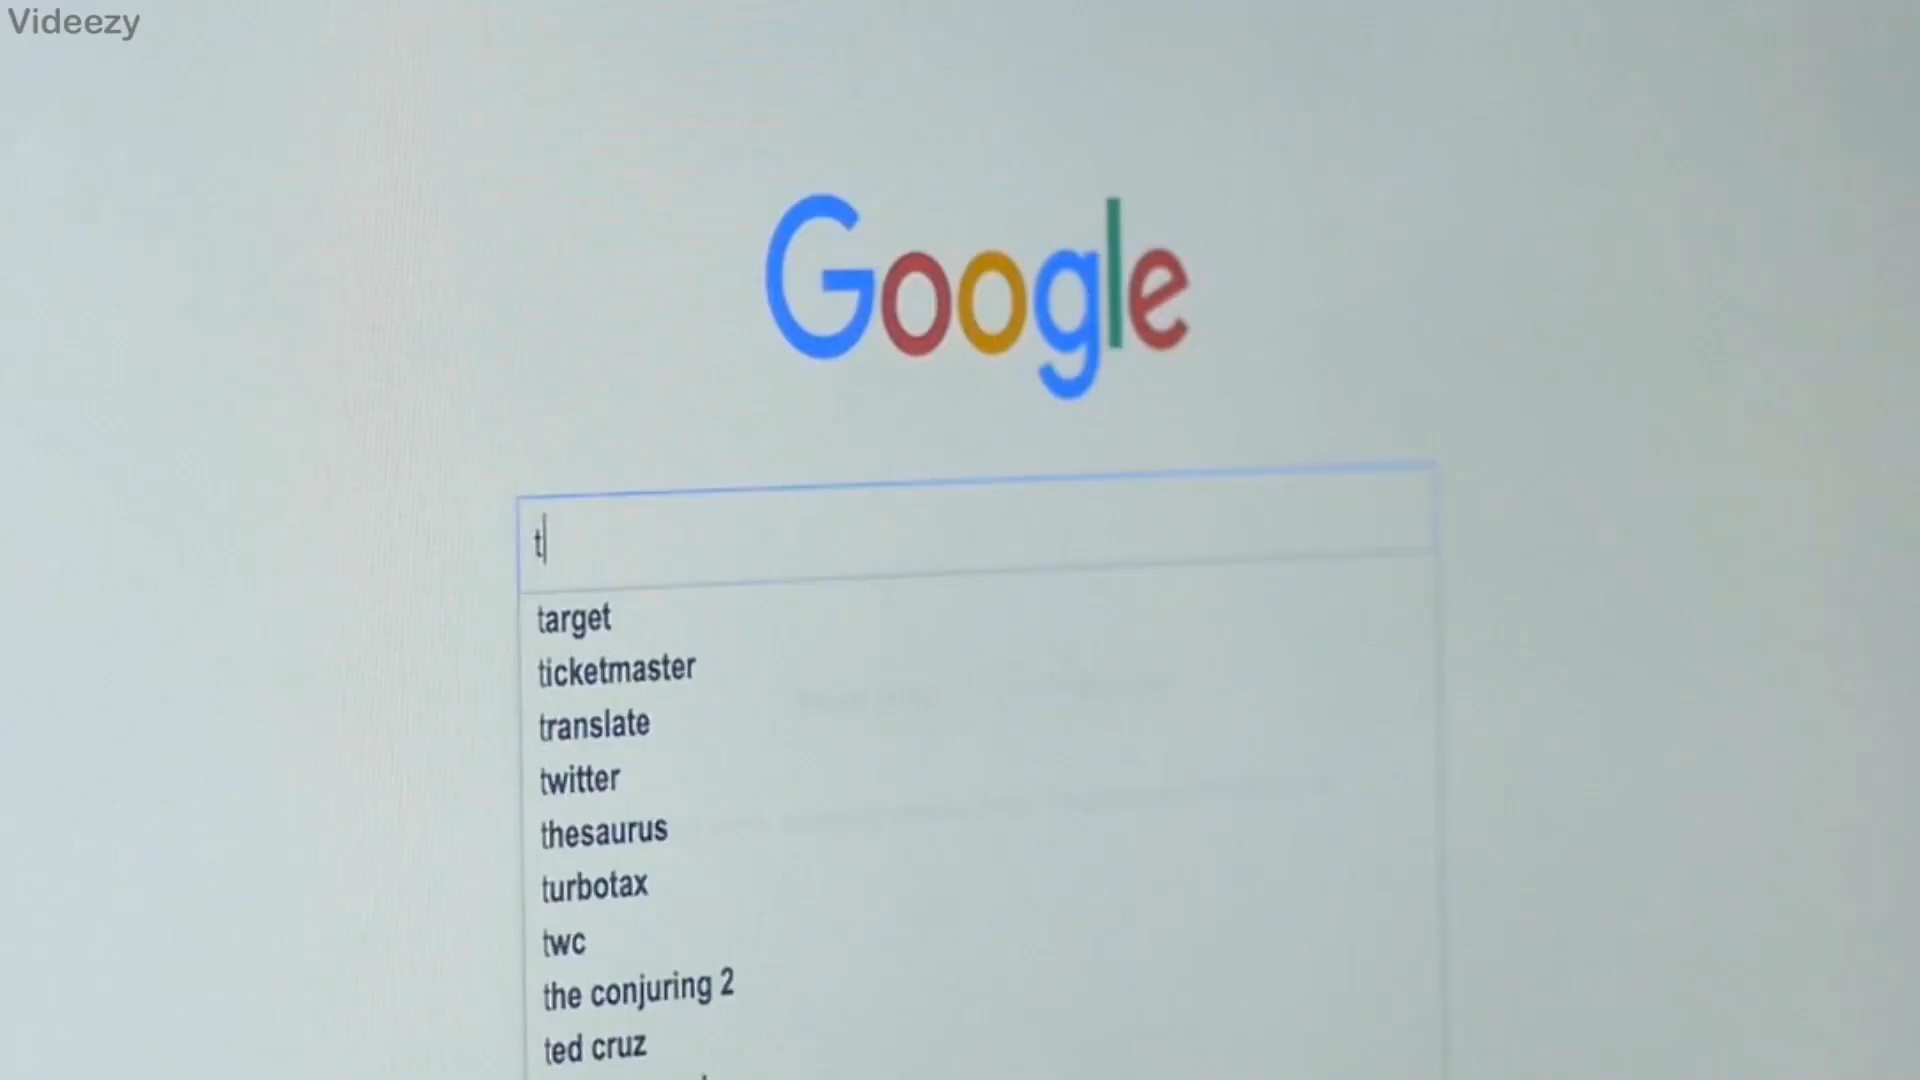 Videezy
Google
t
target
ticketmaster
translate
twitter
thesaurus
turbotax
twc
the conjuring 2
ted cruz